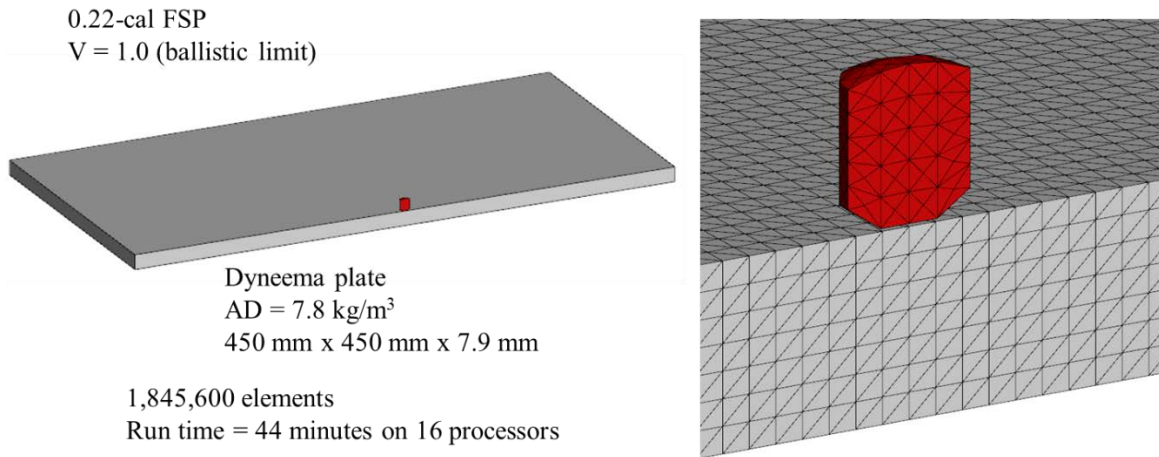 0.22-cal FSP
V = 1.0 (ballistic limit)
Dyneema plate
AD = 7.8 kg/m³
450 mm x 450 mm x 7.9 mm
1,845,600 elements
Run time = 44 minutes on 16 processors